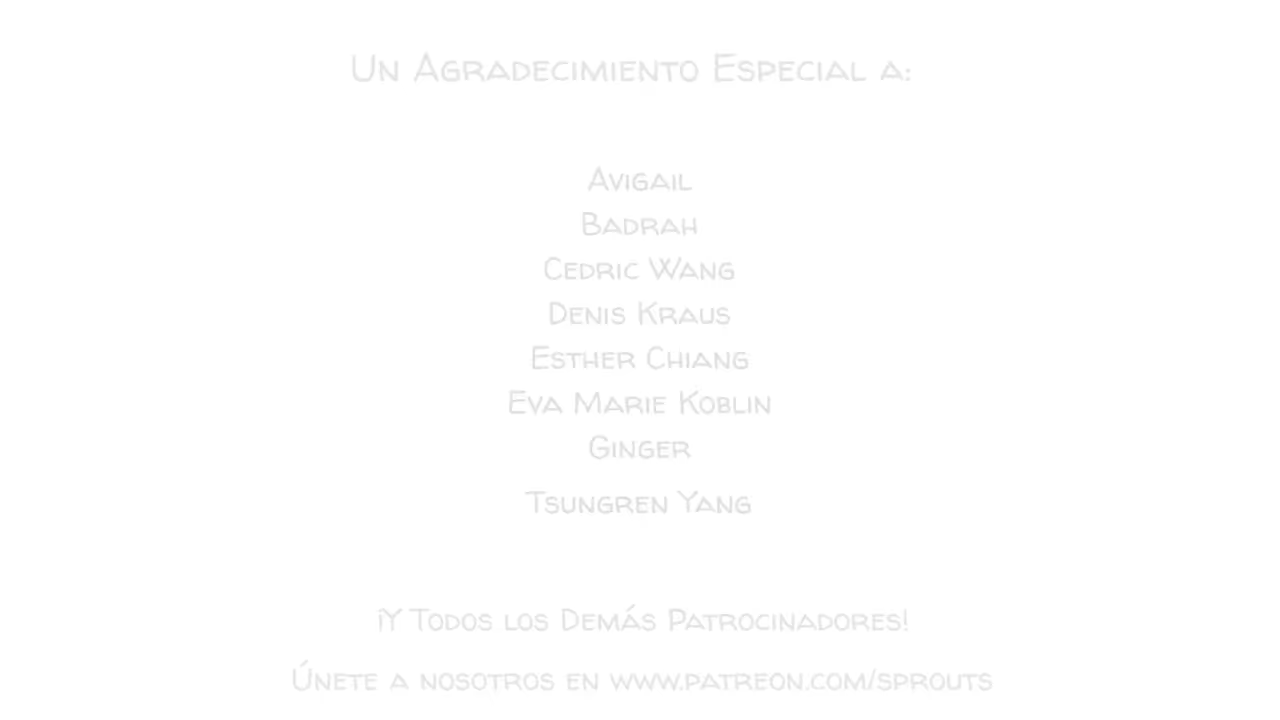 Un Agradecimiento Especial a:
Avigail
Badrah
Cedric Wang
Denis Kraus
Esther Chiang
Eva Marie Koblin
Ginger
Tsungren Yang
¡Y Todos los Demás Patrocinadores!
Únete a nosotros en www.patreon.com/sprouts